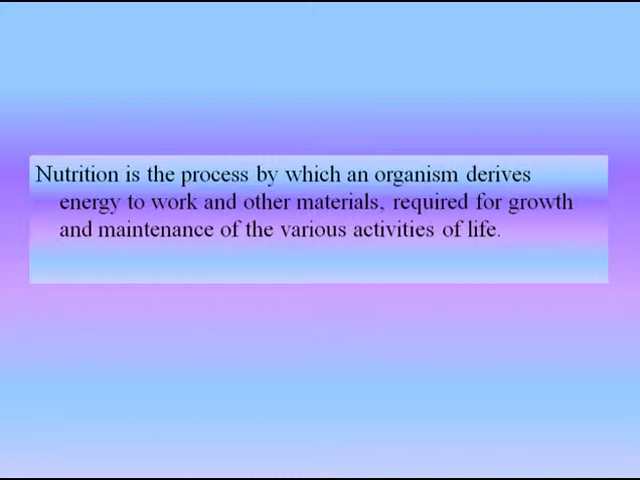 Nutrition is the process by which an organism derives
energy to work and other materials, required for growth
and maintenance of the various activities of life.